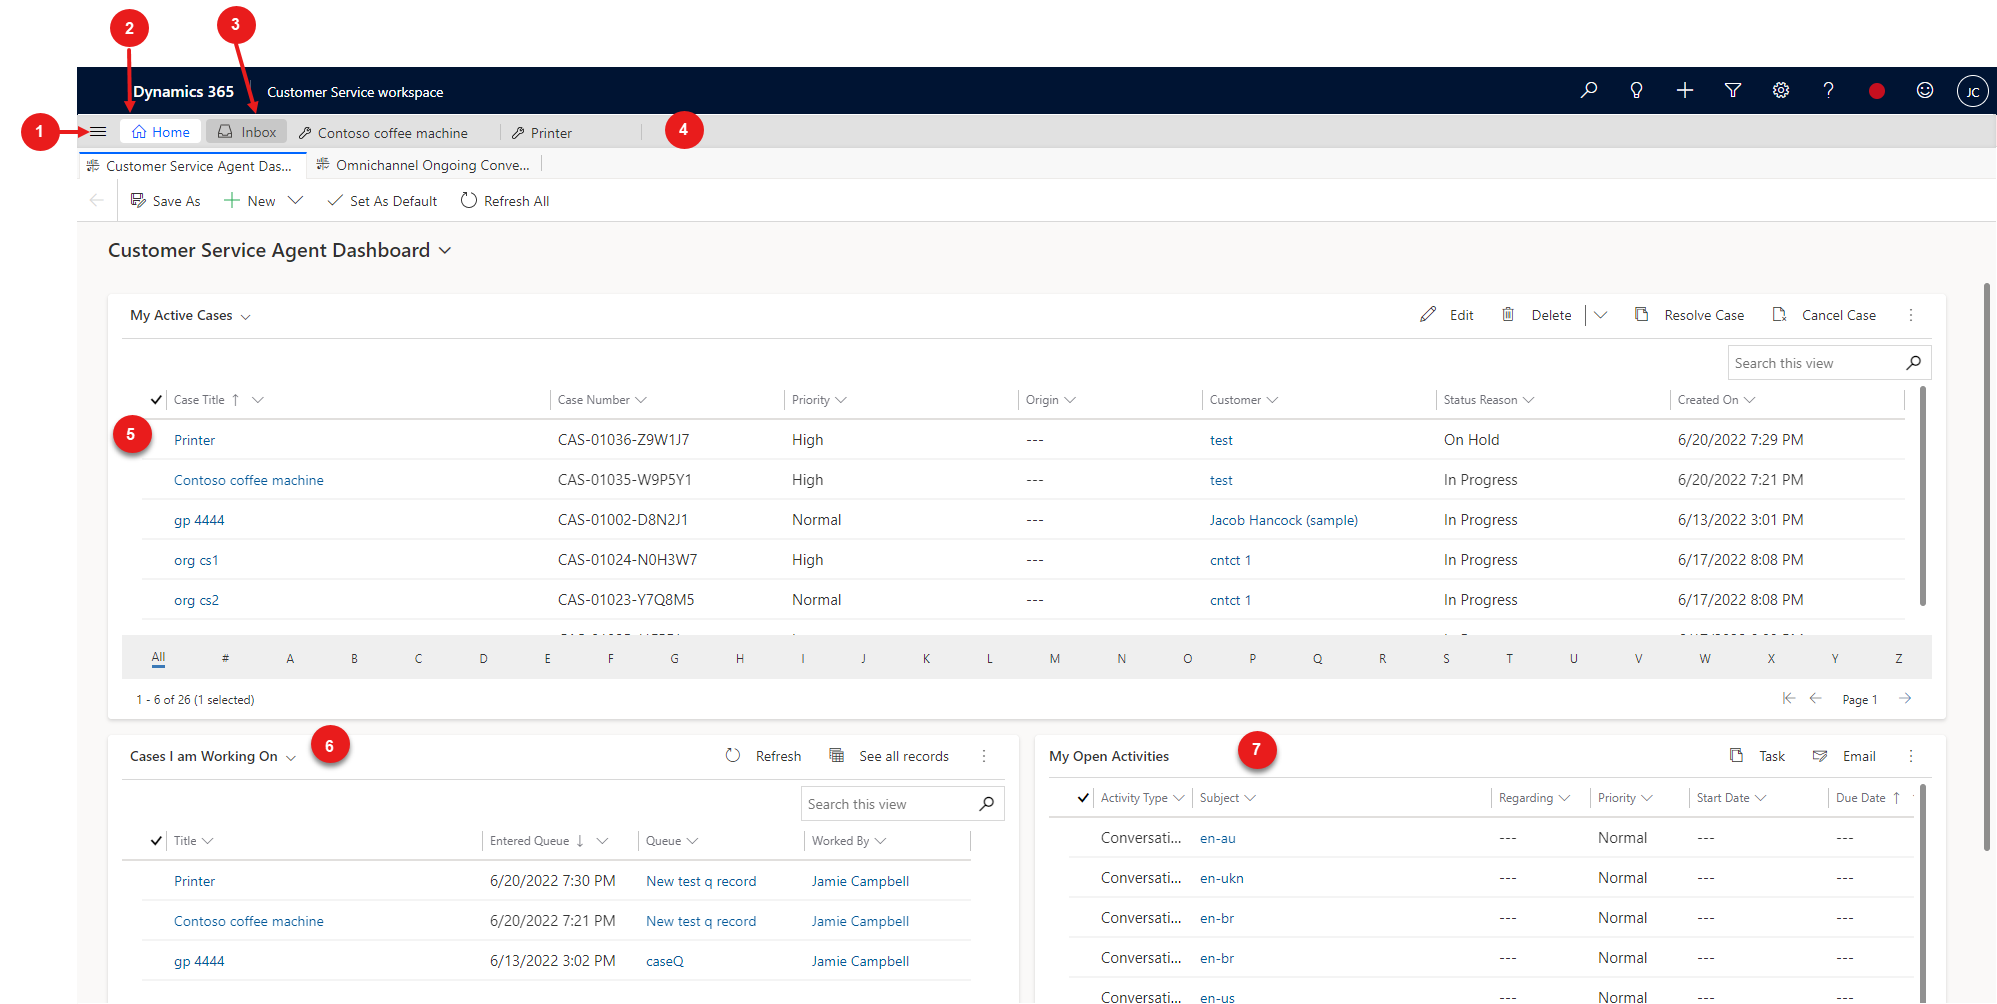 2
3
Dynamics 365
Customer Service workspace
JC
1
Home
Inbox
Contoso coffee machine
Printer
4
Customer Service Agent Das...
Omnichannel Ongoing Conve...
Save As
New
Set As Default
Refresh All
Customer Service Agent Dashboard
My Active Cases
Edit
Delete
Resolve Case
Cancel Case
Search this view
Case Title
Case Number
Priority
Origin
Customer
Status Reason
Created On
5
Printer CAS-01036-Z9W1J7 High --- test On Hold 6/20/2022 7:29 PM
Contoso coffee machine CAS-01035-W9P5Y1 High --- test In Progress 6/20/2022 7:21 PM
gp 4444 CAS-01002-D8N2J1 Normal --- Jacob Hancock (sample) In Progress 6/13/2022 3:01 PM
org cs1 CAS-01024-N0H3W7 High --- cntct 1 In Progress 6/17/2022 8:08 PM
org cs2 CAS-01023-Y7Q8M5 Normal --- cntct 1 In Progress 6/17/2022 8:08 PM
All # A B C D E F G H I J K L M N O P Q R S T U V W X Y Z
1 - 6 of 26 (1 selected)
Page 1
Cases I am Working On
6
Refresh
See all records
Search this view
Title
Entered Queue
Queue
Worked By
Printer 6/20/2022 7:30 PM New test q record Jamie Campbell
Contoso coffee machine 6/20/2022 7:21 PM New test q record Jamie Campbell
gp 4444 6/13/2022 3:02 PM caseQ Jamie Campbell
My Open Activities
7
Task
Email
Activity Type
Subject
Regarding
Priority
Start Date
Due Date
Conversati... en-au --- Normal --- ---
Conversati... en-ukn --- Normal --- ---
Conversati... en-br --- Normal --- ---
Conversati... en-br --- Normal --- ---
Conversati... en-us --- Normal --- ---